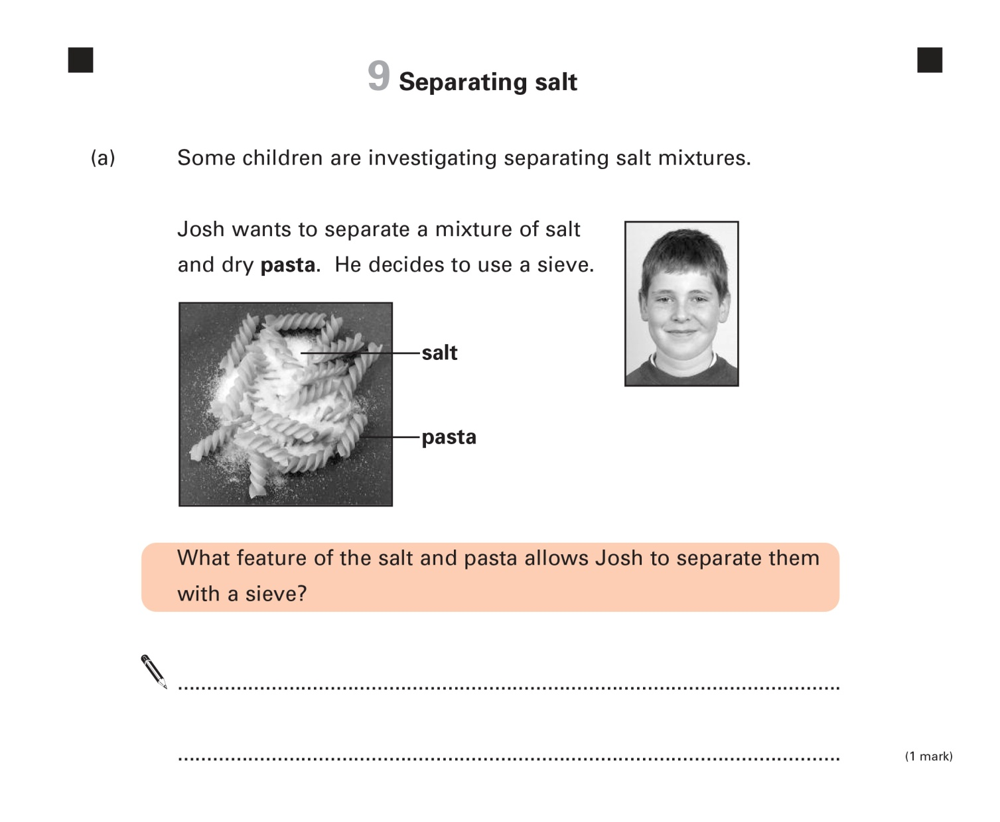 9 Separating salt
(a) Some children are investigating separating salt mixtures.
Josh wants to separate a mixture of salt
and dry pasta. He decides to use a sieve.
salt
pasta
What feature of the salt and pasta allows Josh to separate them
with a sieve?
(1 mark)